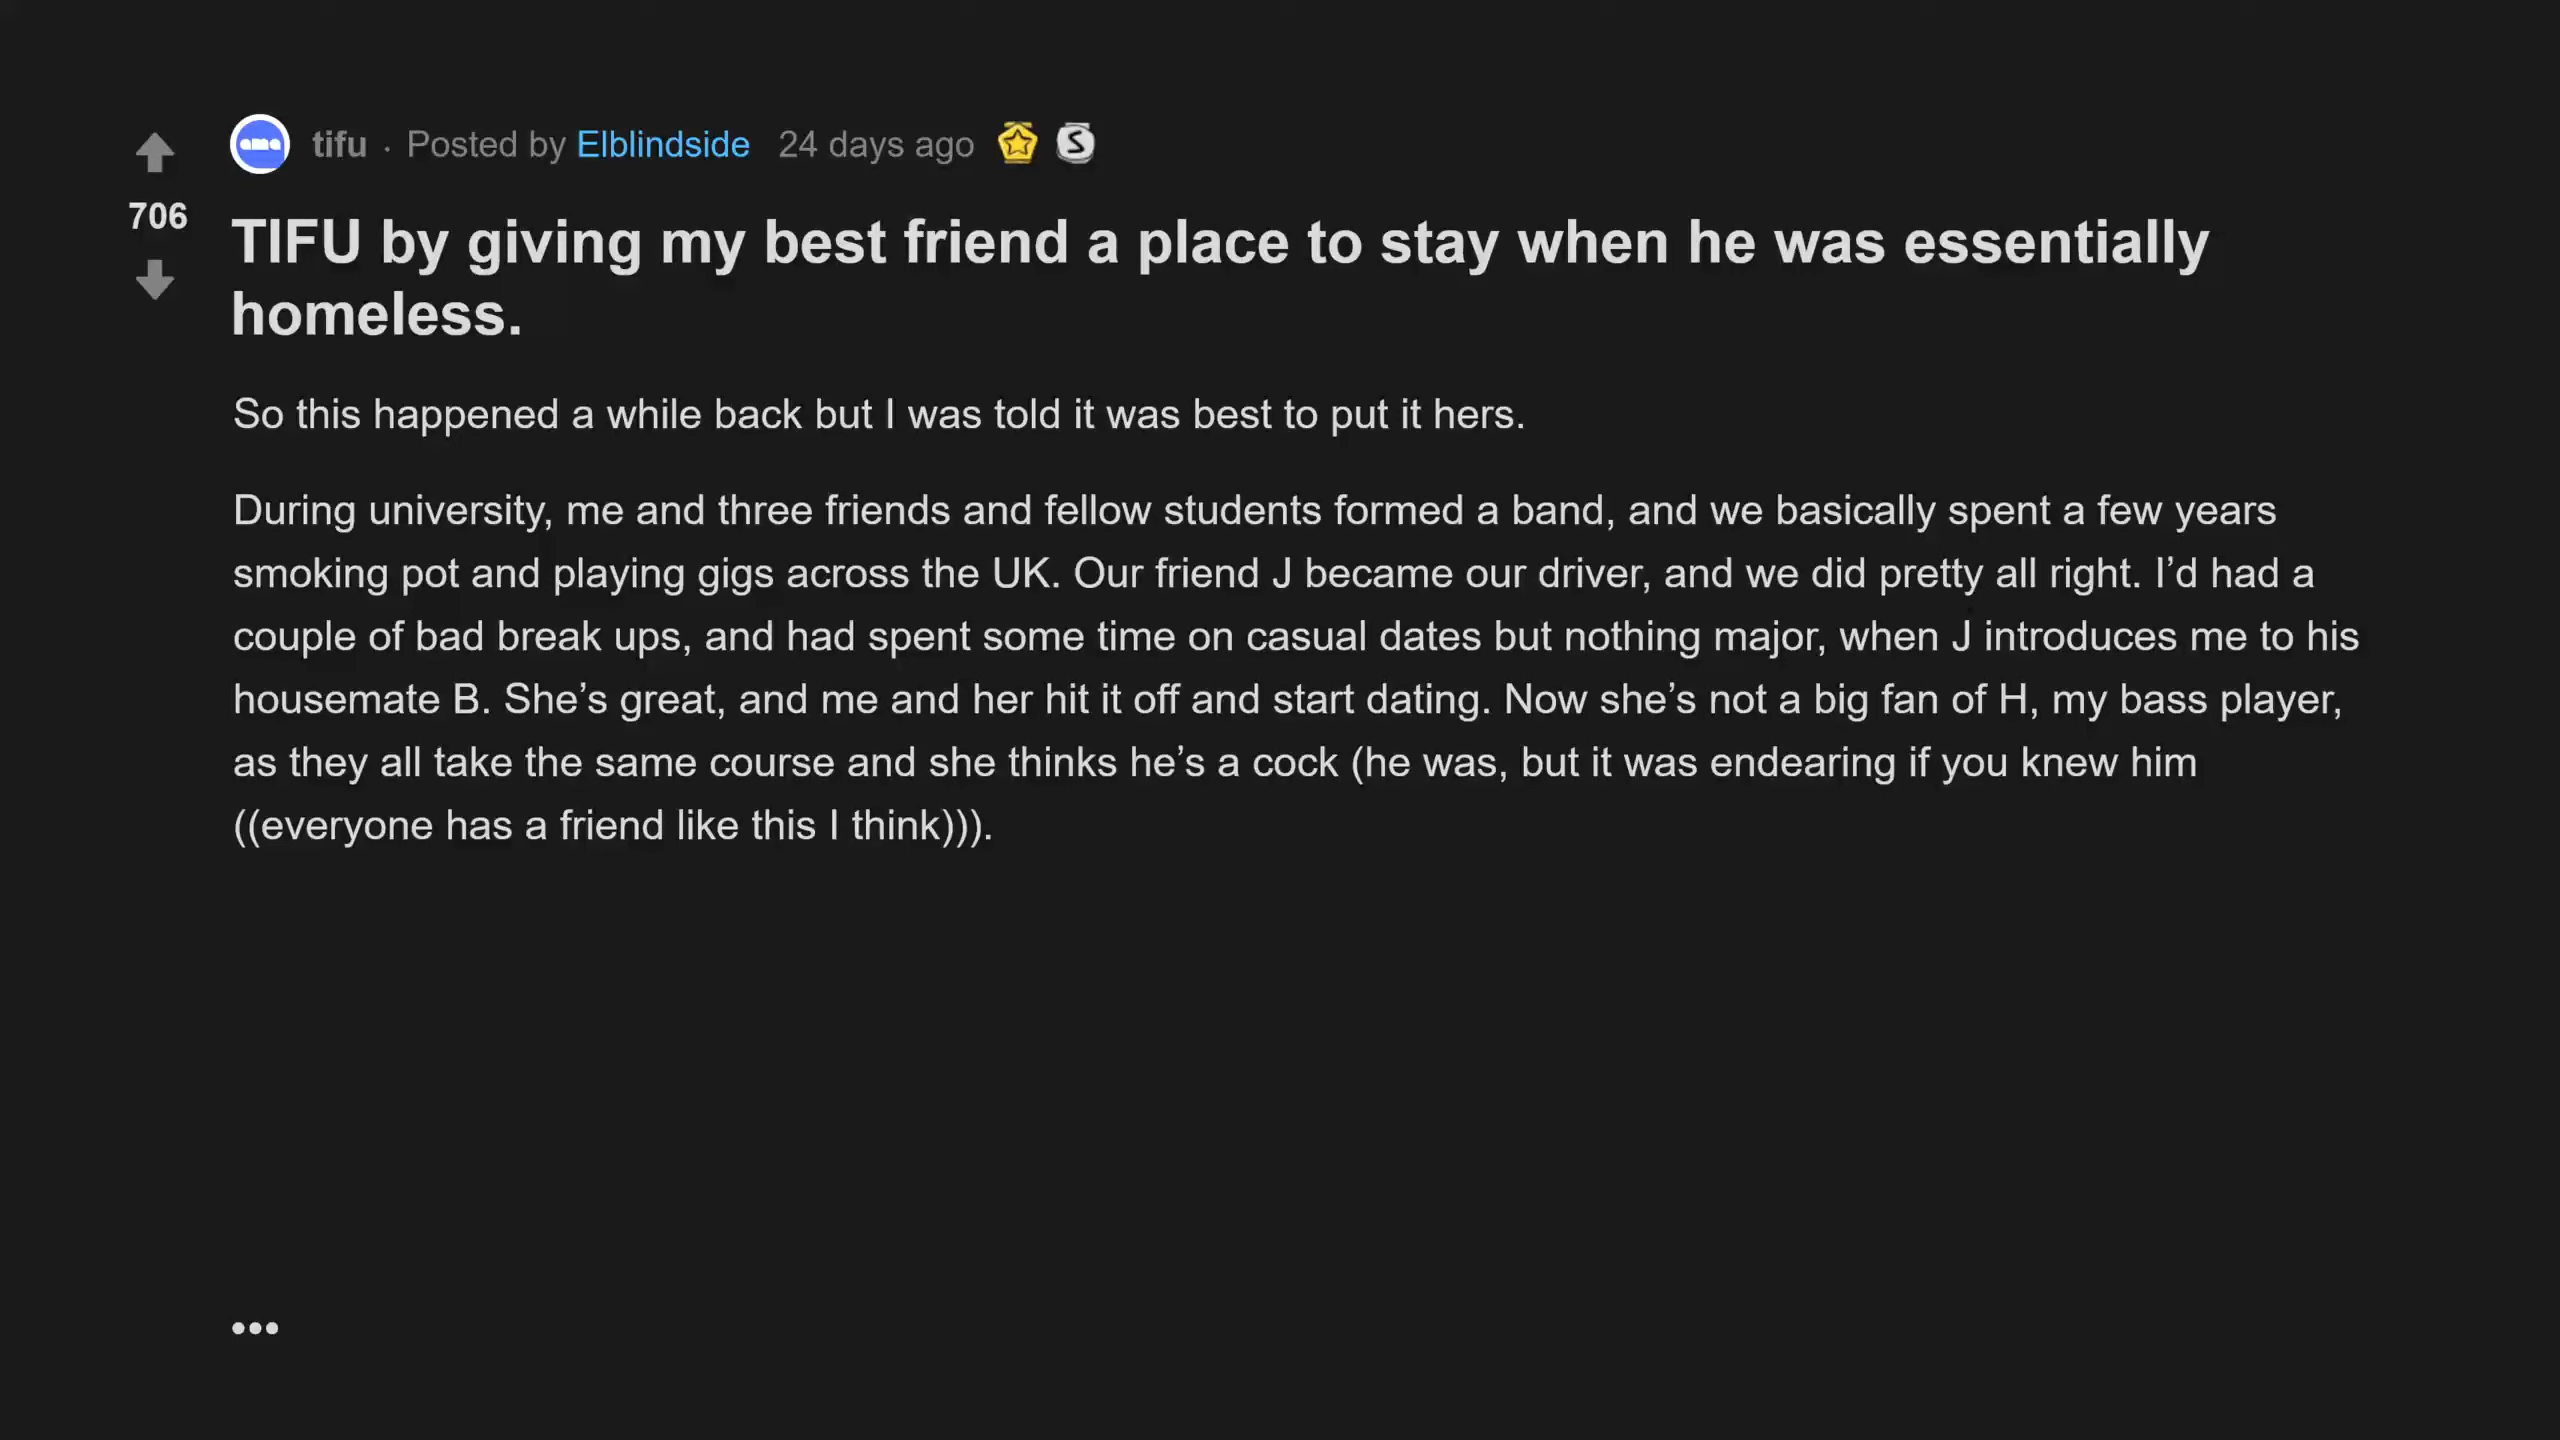 tifu · Posted by Elblindside 24 days ago
706
TIFU by giving my best friend a place to stay when he was essentially
homeless.
So this happened a while back but I was told it was best to put it hers.
During university, me and three friends and fellow students formed a band, and we basically spent a few years
smoking pot and playing gigs across the UK. Our friend J became our driver, and we did pretty all right. I’d had a
couple of bad break ups, and had spent some time on casual dates but nothing major, when J introduces me to his
housemate B. She’s great, and me and her hit it off and start dating. Now she’s not a big fan of H, my bass player,
as they all take the same course and she thinks he’s a cock (he was, but it was endearing if you knew him
((everyone has a friend like this I think))).
•••